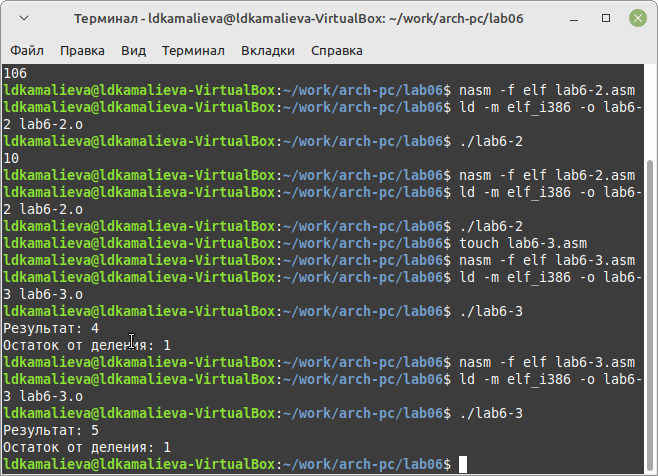 Терминал - ldkamalieva@ldkamalieva-VirtualBox: ~/work/arch-pc/lab06
Файл Правка Вид Терминал Вкладки Справка
106
ldkamalieva@ldkamalieva-VirtualBox:~/work/arch-pc/lab06$ nasm -f elf lab6-2.asm
ldkamalieva@ldkamalieva-VirtualBox:~/work/arch-pc/lab06$ ld -m elf_i386 -o lab6-
2 lab6-2.o
ldkamalieva@ldkamalieva-VirtualBox:~/work/arch-pc/lab06$ ./lab6-2
10
ldkamalieva@ldkamalieva-VirtualBox:~/work/arch-pc/lab06$ nasm -f elf lab6-2.asm
ldkamalieva@ldkamalieva-VirtualBox:~/work/arch-pc/lab06$ ld -m elf_i386 -o lab6-
2 lab6-2.o
ldkamalieva@ldkamalieva-VirtualBox:~/work/arch-pc/lab06$ ./lab6-2
ldkamalieva@ldkamalieva-VirtualBox:~/work/arch-pc/lab06$ touch lab6-3.asm
ldkamalieva@ldkamalieva-VirtualBox:~/work/arch-pc/lab06$ nasm -f elf lab6-3.asm
ldkamalieva@ldkamalieva-VirtualBox:~/work/arch-pc/lab06$ ld -m elf_i386 -o lab6-
3 lab6-3.o
ldkamalieva@ldkamalieva-VirtualBox:~/work/arch-pc/lab06$ ./lab6-3
Результат: 4
Остаток от деления: 1
ldkamalieva@ldkamalieva-VirtualBox:~/work/arch-pc/lab06$ nasm -f elf lab6-3.asm
ldkamalieva@ldkamalieva-VirtualBox:~/work/arch-pc/lab06$ ld -m elf_i386 -o lab6-
3 lab6-3.o
ldkamalieva@ldkamalieva-VirtualBox:~/work/arch-pc/lab06$ ./lab6-3
Результат: 5
Остаток от деления: 1
ldkamalieva@ldkamalieva-VirtualBox:~/work/arch-pc/lab06$